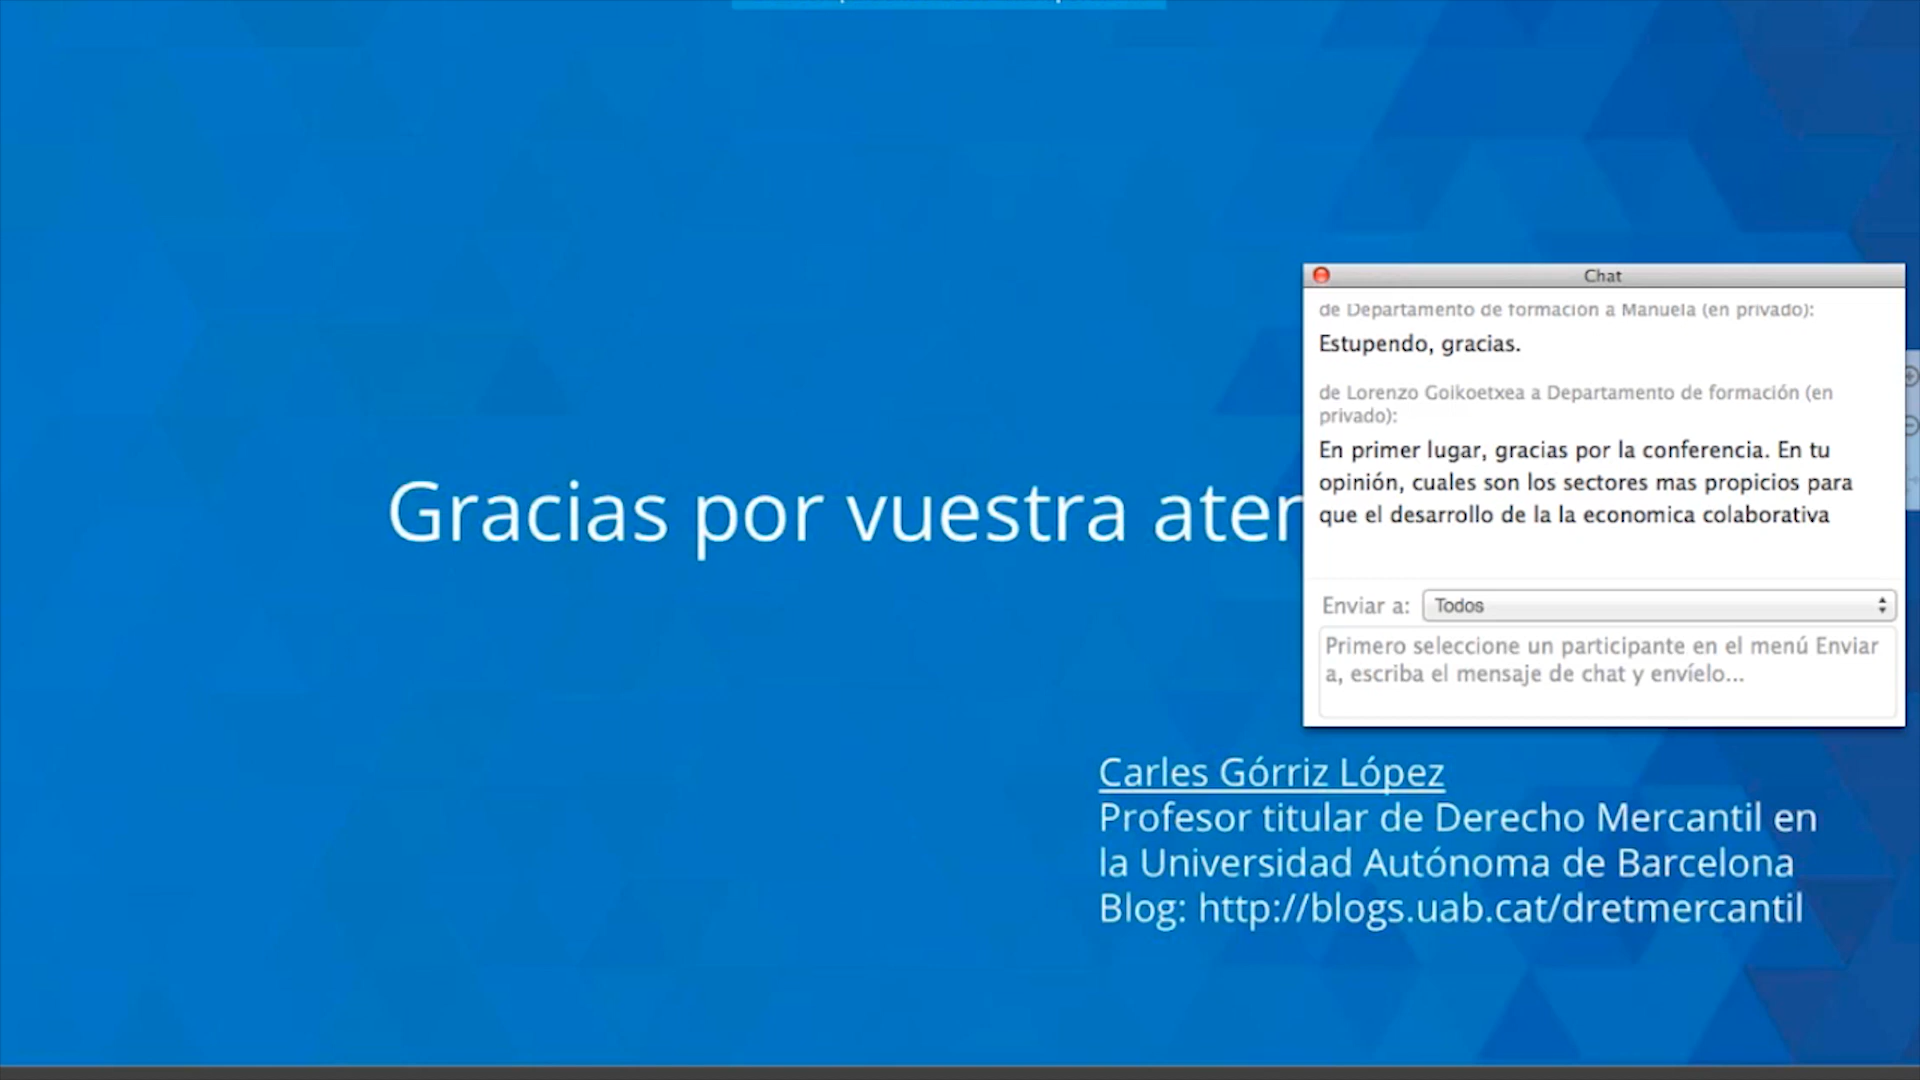 Gracias por vuestra aten
Chat
de Departamento de formación a Manuela (en privado):
Estupendo, gracias.
de Lorenzo Goikoetxea a Departamento de formación (en
privado):
En primer lugar, gracias por la conferencia. En tu
opinión, cuales son los sectores mas propicios para
que el desarrollo de la la economica colaborativa
Enviar a: Todos
Primero seleccione un participante en el menú Enviar
a, escriba el mensaje de chat y envíelo...
Carles Górriz López
Profesor titular de Derecho Mercantil en
la Universidad Autónoma de Barcelona
Blog: http://blogs.uab.cat/dretmercantil